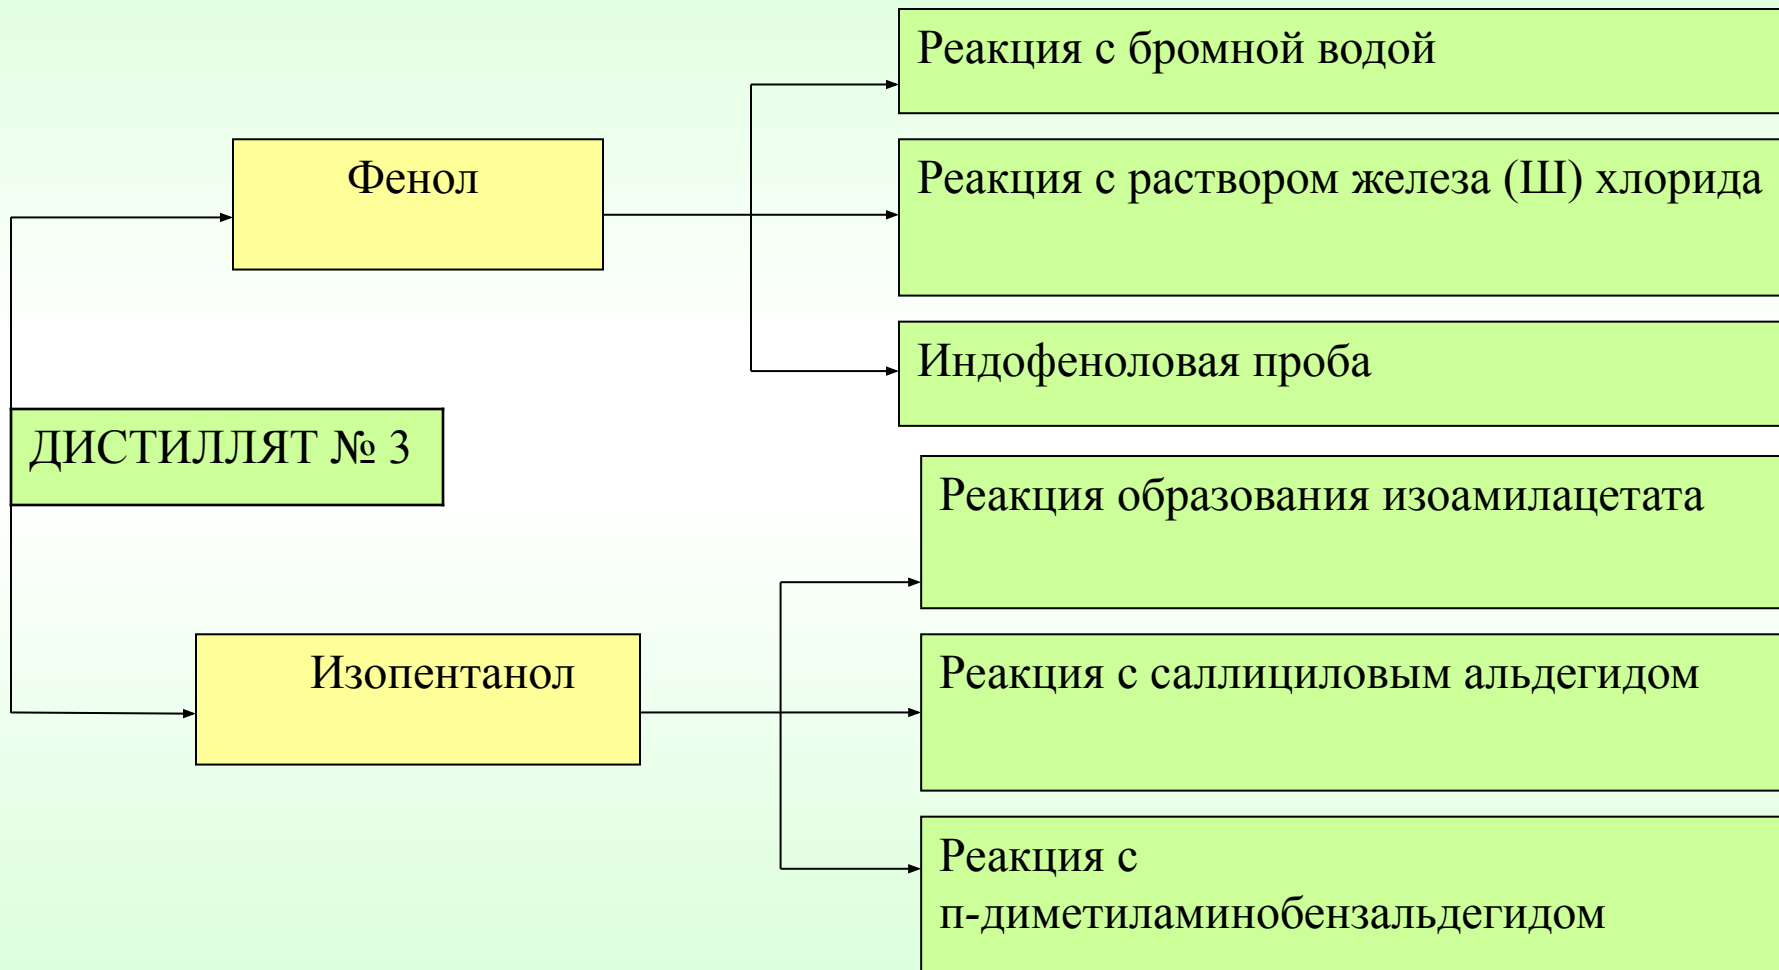 Реакция с бромной водой
Фенол
Реакция с раствором железа (Ш) хлорида
Индофеноловая проба
ДИСТИЛЛЯТ № 3
Реакция образования изоамилацетата
Изопентанол
Реакция с саллициловым альдегидом
Реакция с
п-диметиламинобензальдегидом